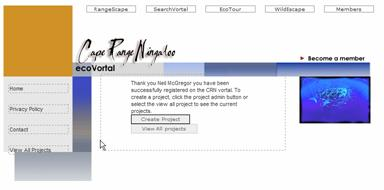 RangeScape SearchVortal EcoTour WildEscape Members
Cape Range Ningaloo
ecoVortal
Become a member
Home
Privacy Policy
Contact
View All Projects
Thank you Neil McGregor you have been
successfully registered on the CRN vortal. To
create a project, click the project admin button or
select the view all project to see the current
projects.
Create Project
View All projects